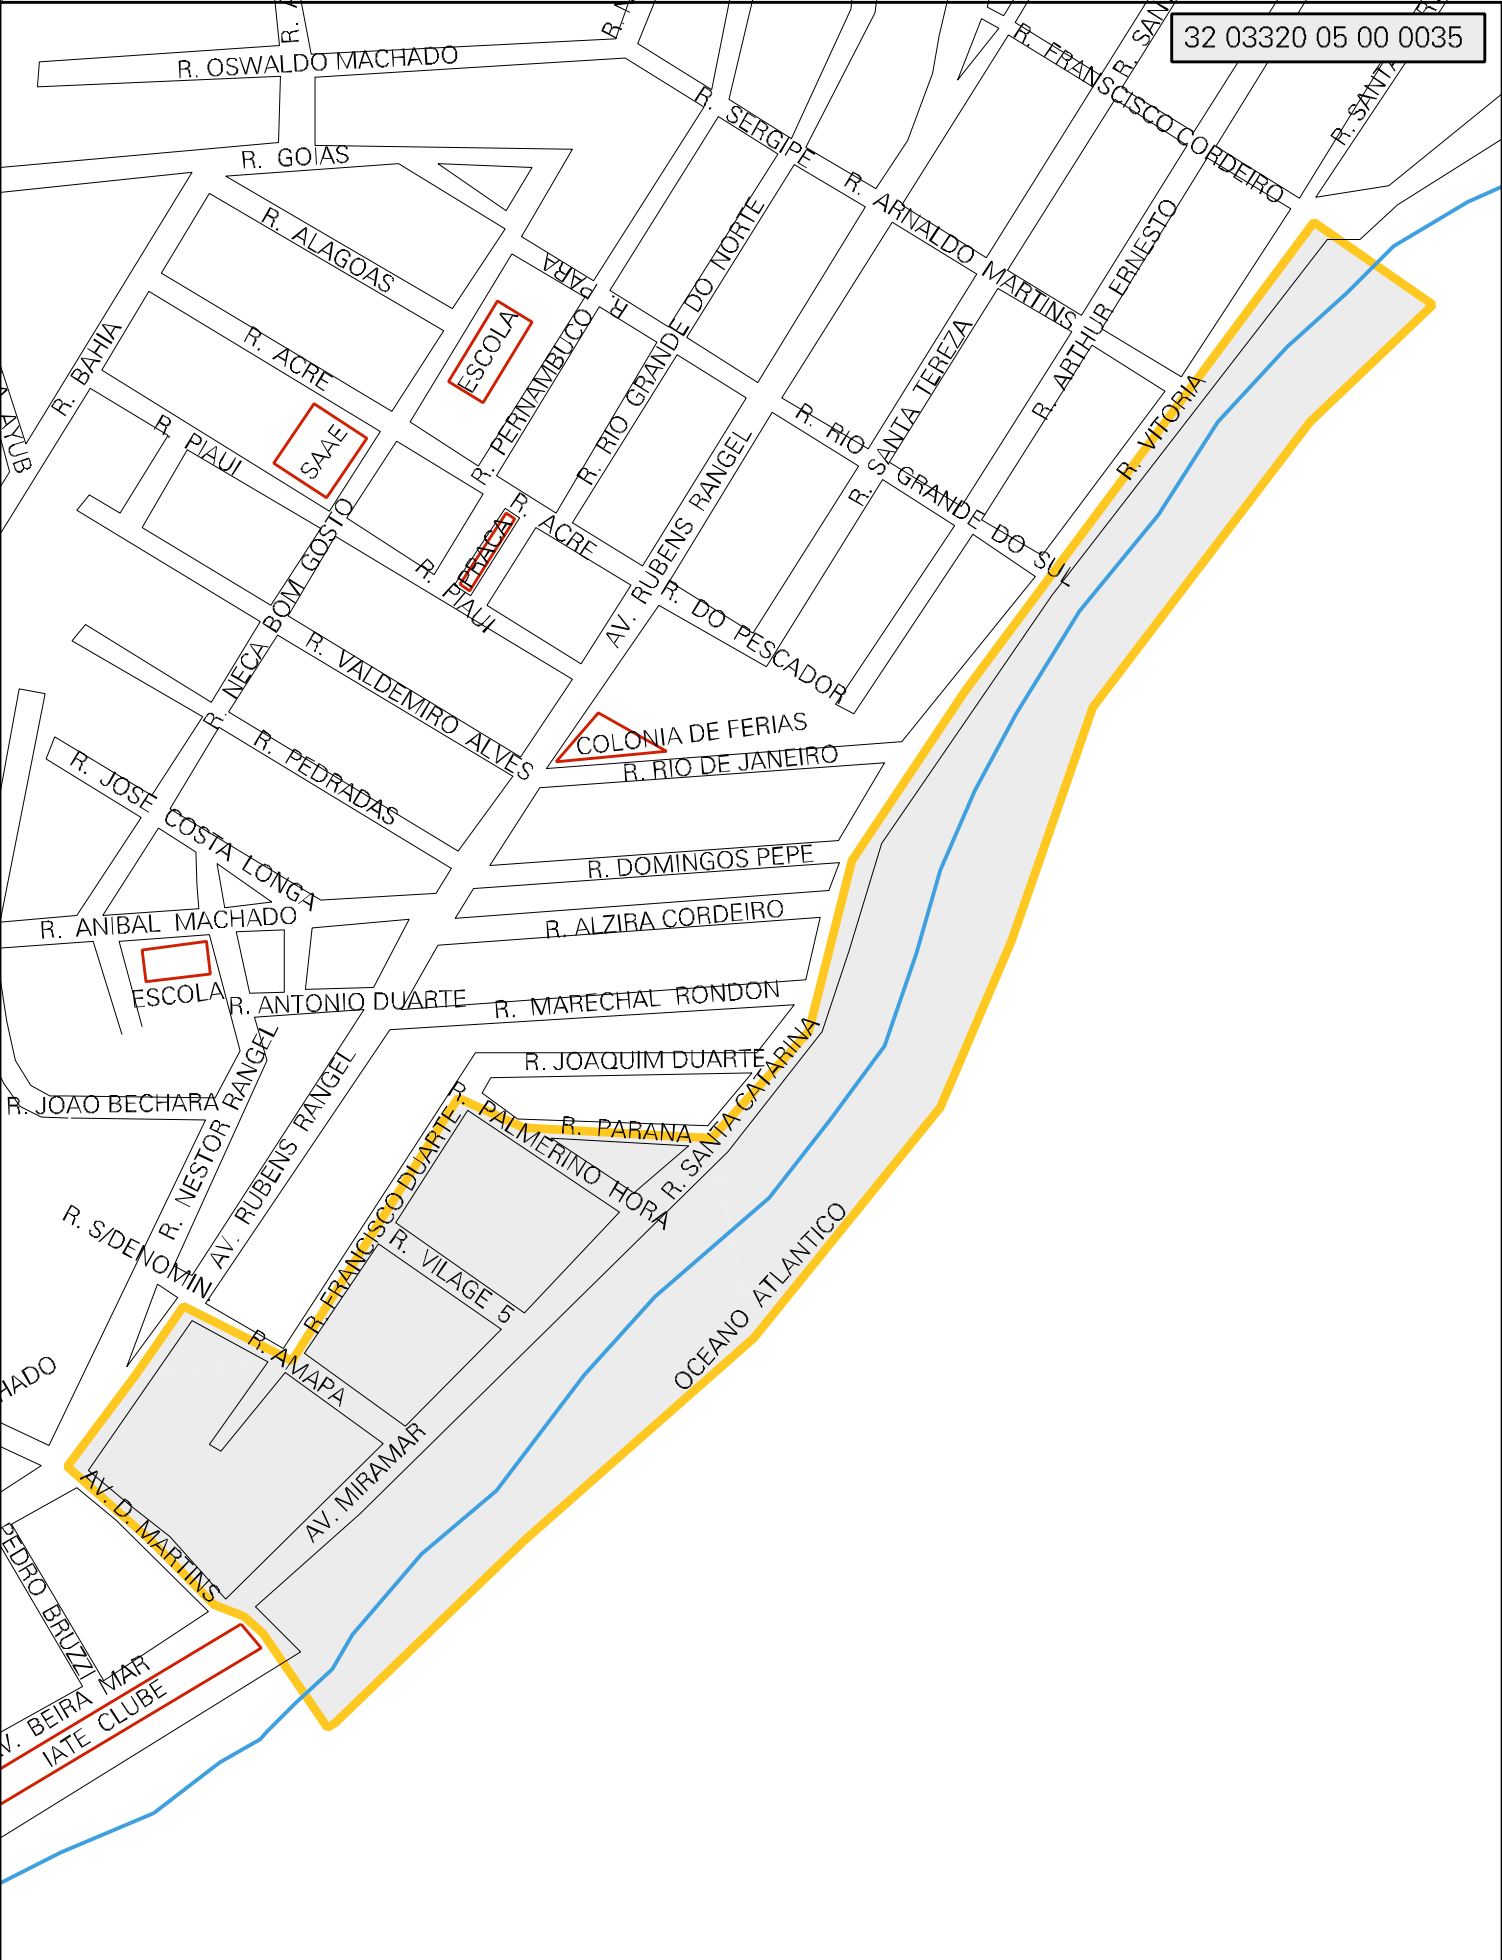 32 03320 05 00 0035
R. OSWALDO MACHADO
R. FRANSCISCO CORDEIRO
R. SERGIPE
R. GOIAS
R. ARNALDO MARTINS
R. ALAGOAS
R. PARA
R. RIO GRANDE DO NORTE
R. ARTHUR ERNESTO
R. BAHIA
R. ACRE
ESCOLA
R. PERNAMBUCO
R. SANTA TEREZA
R. VITORIA
AYUB
R. PIAUI
SAAE
R. RIO GRANDE DO SUL
R. ACRE
PRACA
R. PIAUI
AV. RUBENS RANGEL
R. DO PESCADOR
R. NECA BOM GOSTO
R. VALDEMIRO ALVES
COLONIA DE FERIAS
R. RIO DE JANEIRO
R. PEDRADAS
R. JOSE COSTA LONGA
R. DOMINGOS PEPE
R. ANIBAL MACHADO
R. ALZIRA CORDEIRO
ESCOLA
R. ANTONIO DUARTE
R. MARECHAL RONDON
R. JOAQUIM DUARTE
R. SANTA CATARINA
R. JOAO BECHARA
R. NESTOR RANGEL
AV. RUBENS RANGEL
R. PARANA
R. PALMERINO HORA
R. FRANCISCO DUARTE
R. S/DENOMIN.
R. VILAGE 5
OCEANO ATLANTICO
R. AMAPA
HADO
AV. D. MARTINS
AV. MIRAMAR
PEDRO BRUZZI
V. BEIRA MAR
IATE CLUBE